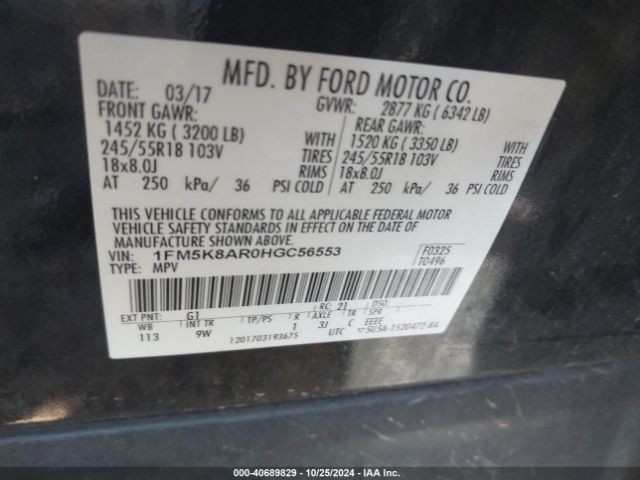 MFD. BY FORD MOTOR CO.
DATE: 03/17 GVWR: 2877 KG ( 6342 LB)
FRONT GAWR: REAR GAWR:
1452 KG ( 3200 LB) WITH 1520 KG ( 3350 LB) WITH
245/55R18 103V TIRES 245/55R18 103V TIRES
18x8.0J RIMS 18x8.0J RIMS
AT 250 kPa/ 36 PSI COLD AT 250 kPa/ 36 PSI COLD
THIS VEHICLE CONFORMS TO ALL APPLICABLE FEDERAL MOTOR
VEHICLE SAFETY STANDARDS IN EFFECT ON THE DATE OF
MANUFACTURE SHOWN ABOVE.
VIN: 1FM5K8AR0HGC56553 F0325
TYPE: MPV T0496
EXT PNT: G1 RC: 21 DSO:
WB INT TR TP/PS R AXLE TR SPR
113 9W 1 3J EEEE
1201703193675 UTC
000-40689829 - 10/25/2024 - IAA Inc.